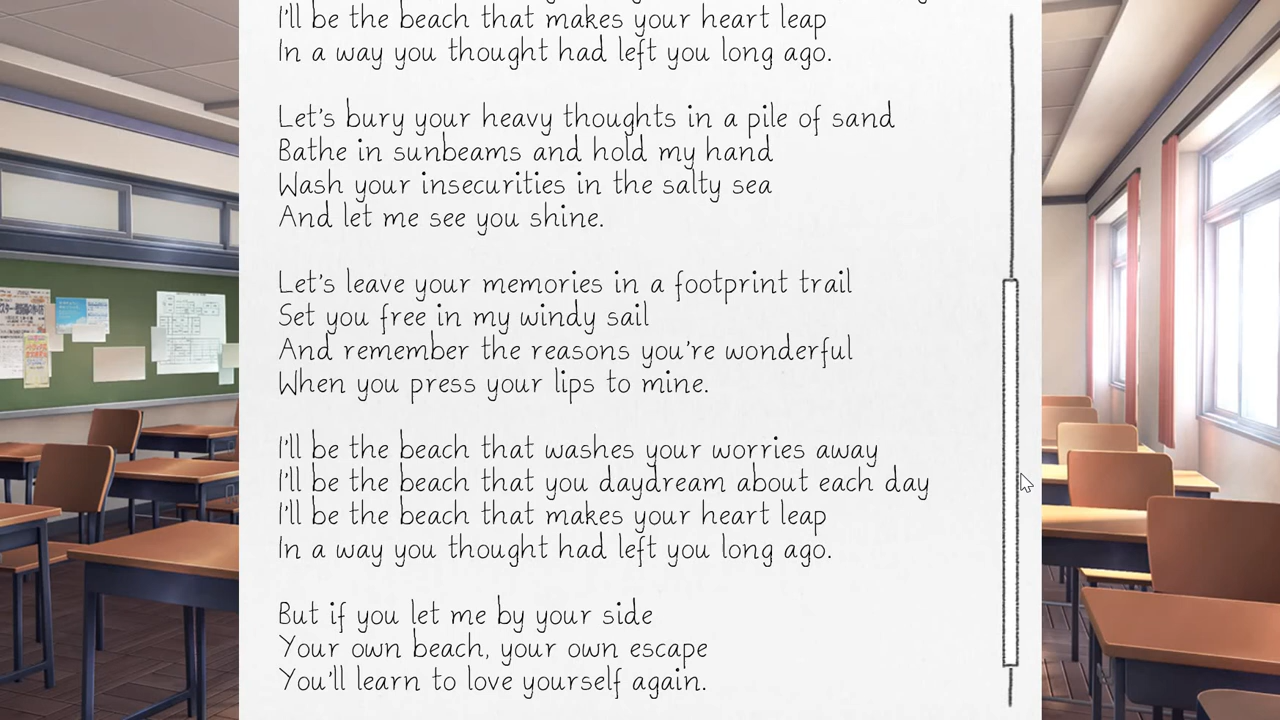 I'll be the beach that makes your heart leap
In a way you thought had left you long ago.
Let's bury your heavy thoughts in a pile of sand
Bathe in sunbeams and hold my hand
Wash your insecurities in the salty sea
And let me see you shine.
Let's leave your memories in a footprint trail
Set you free in my windy sail
And remember the reasons you're wonderful
When you press your lips to mine.
I'll be the beach that washes your worries away
I'll be the beach that you daydream about each day
I'll be the beach that makes your heart leap
In a way you thought had left you long ago.
But if you let me by your side
Your own beach, your own escape
You'll learn to love yourself again.